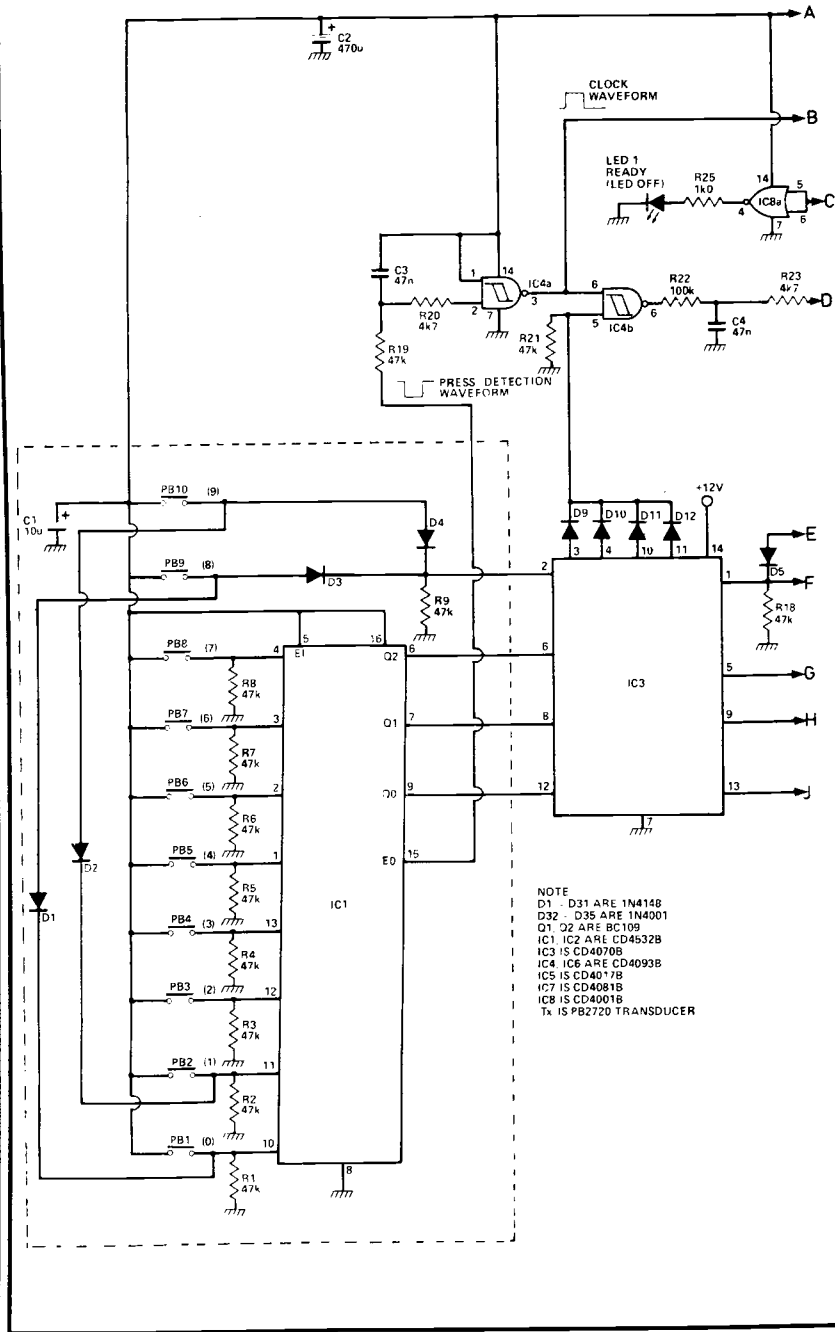 A
+
C2
470u
CLOCK
WAVEFORM
B
LED 1
READY
(LED OFF)
R25
1k0
14
5
4
IC8a
C
7
6
C3
47n
1
14
IC4a
3
2
7
R20
4k7
6
5
6
IC4b
R22
100k
R23
4k7
D
R21
47k
C4
47n
R19
47k
PRESS DETECTION
WAVEFORM
PB10
(9)
C1
10u
+
D4
+12V
D9
D10
D11
D12
3
4
10
11
14
E
PB9
(8)
D3
2
1
D5
F
R9
47k
R18
47k
5
16
PB8
(7)
4
EI
Q2
6
6
IC3
5
G
R8
47k
PB7
(6)
3
Q1
7
8
9
H
R7
47k
PB6
(5)
2
Q0
9
12
13
J
R6
47k
7
D2
PB5
(4)
1
E0
15
R5
47k
IC1
D1
PB4
(3)
13
R4
47k
PB3
(2)
12
R3
47k
PB2
(1)
11
R2
47k
PB1
(0)
10
8
R1
47k
NOTE
D1 - D31 ARE 1N4148
D32 - D35 ARE 1N4001
Q1, Q2 ARE BC109
IC1, IC2 ARE CD4532B
IC3 IS CD4070B
IC4, IC6 ARE CD4093B
IC5 IS CD4017B
IC7 IS CD4081B
IC8 IS CD4001B
Tx IS PB2720 TRANSDUCER